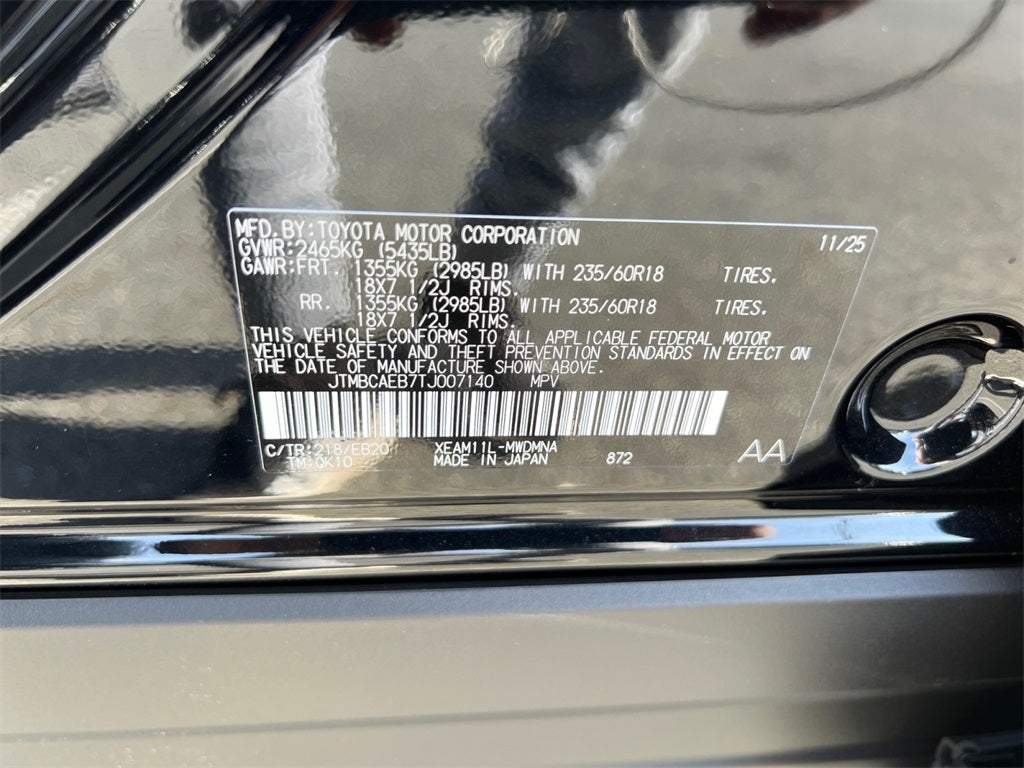 MFD.BY:TOYOTA MOTOR CORPORATION 11/25
GVWR:2465KG (5435LB)
GAWR:FRT. 1355KG (2985LB) WITH 235/60R18 TIRES.
18X7 1/2J RIMS.
RR. 1355KG (2985LB) WITH 235/60R18 TIRES.
18X7 1/2J RIMS.
THIS VEHICLE CONFORMS TO ALL APPLICABLE FEDERAL MOTOR
VEHICLE SAFETY AND THEFT PREVENTION STANDARDS IN EFFECT ON
THE DATE OF MANUFACTURE SHOWN ABOVE.
JTMBCAEB7TJ007140 MPV
C/TR:218/EB20 XEAM11L-MWDMNA
TM:QK10 MADE IN JAPAN 872 AA